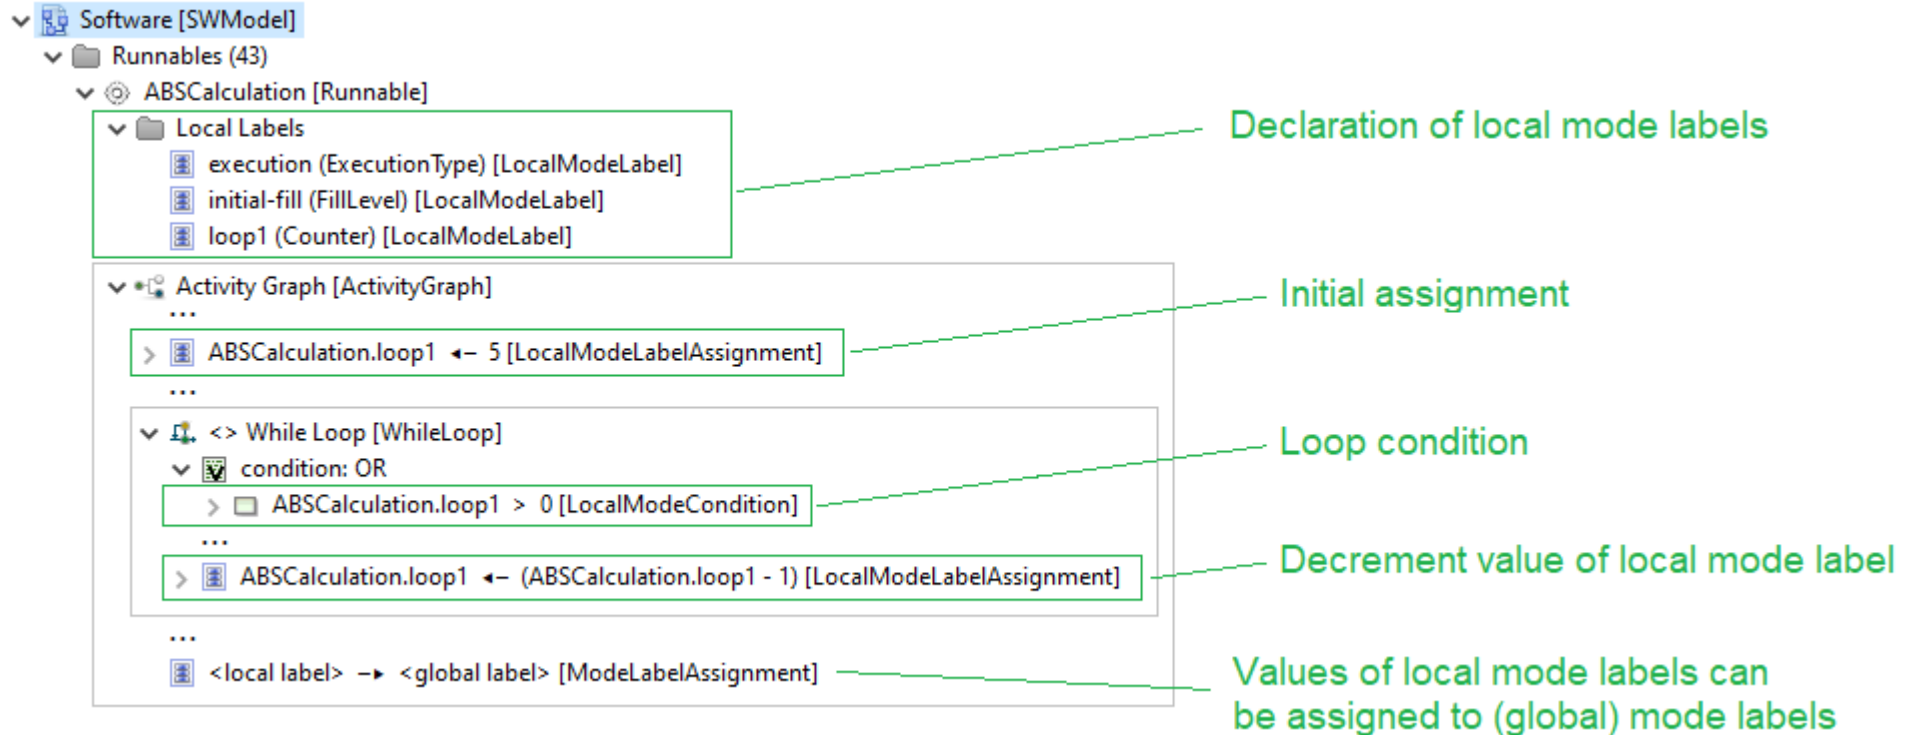 Software [SWModel]
Runnables (43)
ABSCalculation [Runnable]
Local Labels
Declaration of local mode labels
execution (ExecutionType) [LocalModeLabel]
initial-fill (FillLevel) [LocalModeLabel]
loop1 (Counter) [LocalModeLabel]
Activity Graph [ActivityGraph]
Initial assignment
...
ABSCalculation.loop1 ◂– 5 [LocalModeLabelAssignment]
...
<> While Loop [WhileLoop]
Loop condition
condition: OR
ABSCalculation.loop1 > 0 [LocalModeCondition]
...
Decrement value of local mode label
ABSCalculation.loop1 ◂– (ABSCalculation.loop1 - 1) [LocalModeLabelAssignment]
...
<local label> –▸ <global label> [ModeLabelAssignment]
Values of local mode labels can
be assigned to (global) mode labels